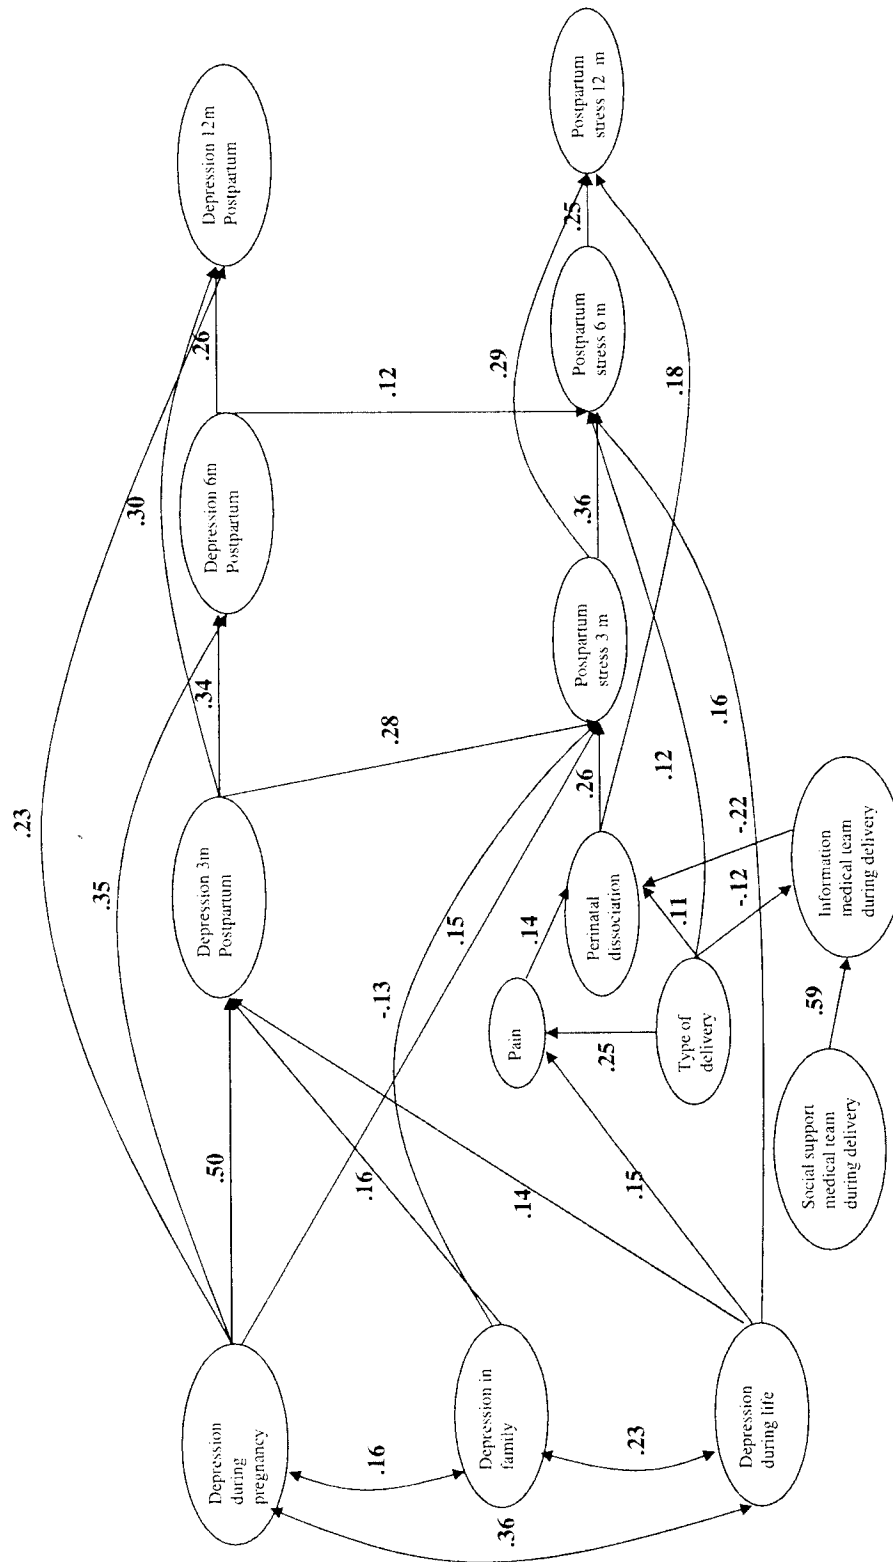 Depression 12m
Postpartum
Postpartum
stress 12 m
.26
.25
.30
.12
.29
.18
Depression 6m
Postpartum
Postpartum
stress 6 m
.23
.35
.34
.28
.36
.16
Depression 3m
Postpartum
Postpartum
stress 3 m
.26
.12
-.22
-.12
.11
.14
.15
-.13
Perinatal
dissociation
Information
medical team
during delivery
Pain
.25
Type of
delivery
.59
.50
.16
.14
.15
Social support
medical team
during delivery
Depression
during
pregnancy
.16
Depression in
family
.23
Depression
during life
.36